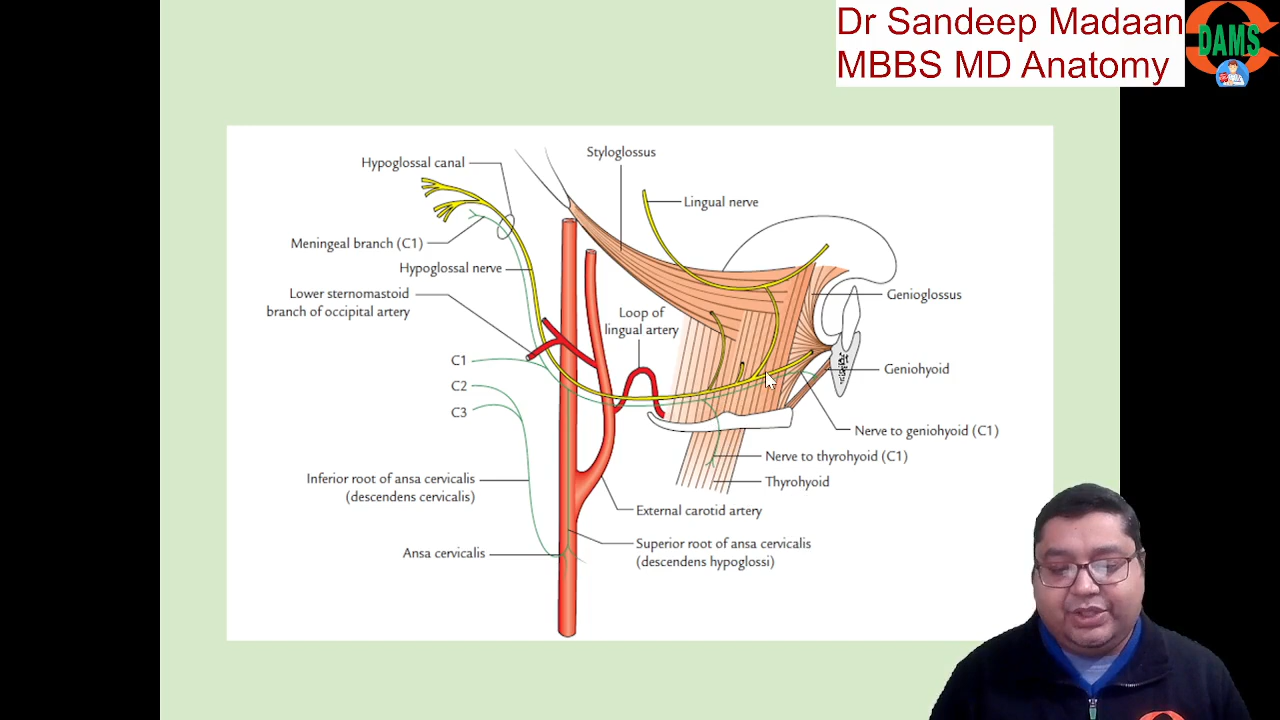 Dr Sandeep Madaan
MBBS MD Anatomy
DAMS
Styloglossus
Hypoglossal canal
Lingual nerve
Meningeal branch (C1)
Hypoglossal nerve
Lower sternomastoid
branch of occipital artery
Loop of
lingual artery
Genioglossus
C1
C2
C3
Geniohyoid
Nerve to geniohyoid (C1)
Nerve to thyrohyoid (C1)
Inferior root of ansa cervicalis
(descendens cervicalis)
Thyrohyoid
External carotid artery
Ansa cervicalis
Superior root of ansa cervicalis
(descendens hypoglossi)